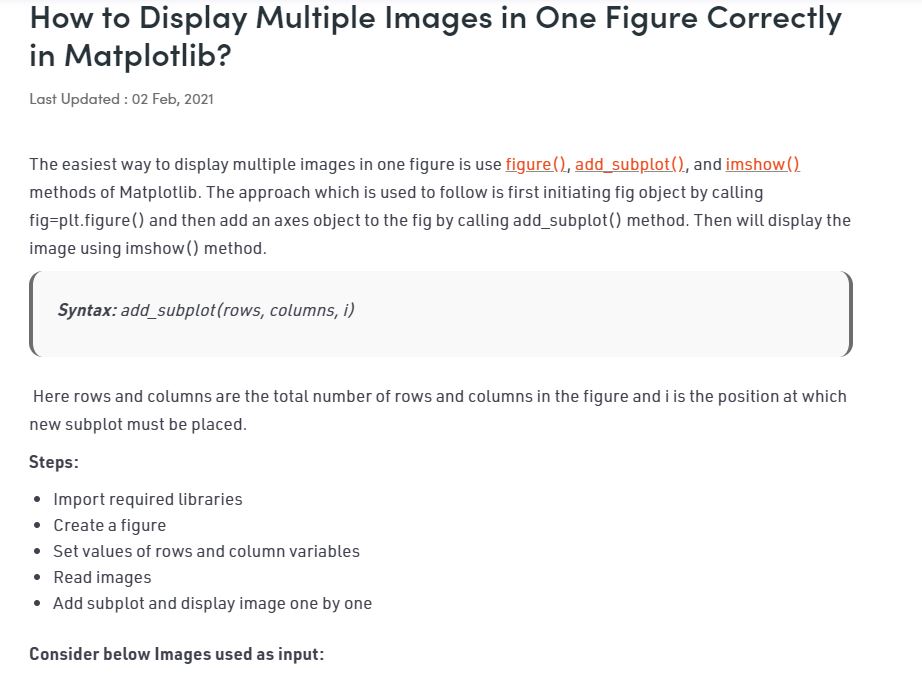 How to Display Multiple Images in One Figure Correctly
in Matplotlib?
Last Updated : 02 Feb, 2021
The easiest way to display multiple images in one figure is use figure(), add_subplot(), and imshow()
methods of Matplotlib. The approach which is used to follow is first initiating fig object by calling
fig=plt.figure() and then add an axes object to the fig by calling add_subplot() method. Then will display the
image using imshow() method.
Syntax: add_subplot(rows, columns, i)
Here rows and columns are the total number of rows and columns in the figure and i is the position at which
new subplot must be placed.
Steps:
• Import required libraries
• Create a figure
• Set values of rows and column variables
• Read images
• Add subplot and display image one by one
Consider below Images used as input: